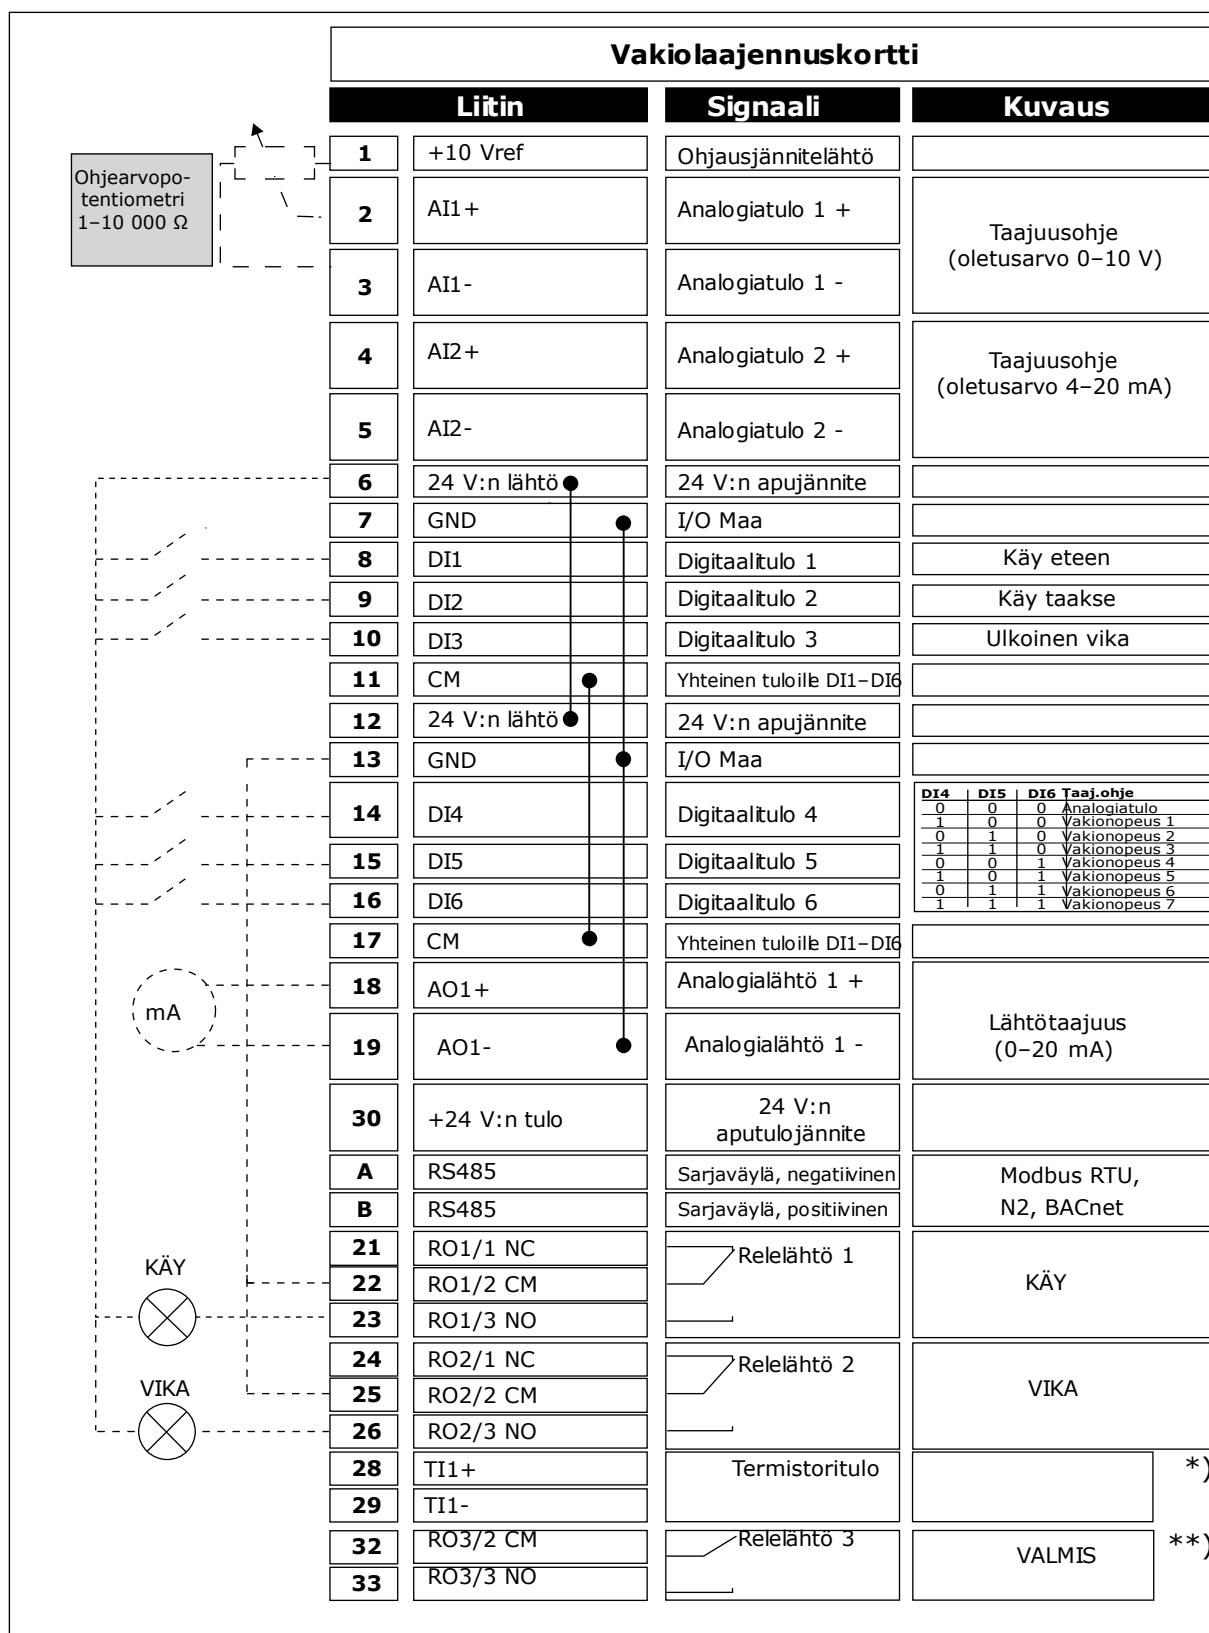 Vakiolaajennuskortti
Liitin Signaali Kuvaus
Ohjearvopo-
tentiometri
1–10 000 Ω
1 +10 Vref Ohjausjännitelähtö
2 AI1+ Analogiatulo 1 +
Taajuusohje
(oletusarvo 0–10 V)
3 AI1- Analogiatulo 1 -
4 AI2+ Analogiatulo 2 +
Taajuusohje
(oletusarvo 4–20 mA)
5 AI2- Analogiatulo 2 -
6 24 V:n lähtö 24 V:n apujännite
7 GND I/O Maa
8 DI1 Digitaalitulo 1 Käy eteen
9 DI2 Digitaalitulo 2 Käy taakse
10 DI3 Digitaalitulo 3 Ulkoinen vika
11 CM Yhteinen tuloille DI1–DI6
12 24 V:n lähtö 24 V:n apujännite
13 GND I/O Maa
14 DI4 Digitaalitulo 4
DI4 DI5 DI6 Taaj.ohje
0 0 0 Analogiatulo
1 0 0 Vakionopeus 1
0 1 0 Vakionopeus 2
1 1 0 Vakionopeus 3
0 0 1 Vakionopeus 4
1 0 1 Vakionopeus 5
0 1 1 Vakionopeus 6
1 1 1 Vakionopeus 7
15 DI5 Digitaalitulo 5
16 DI6 Digitaalitulo 6
17 CM Yhteinen tuloille DI1–DI6
18 AO1+ Analogialähtö 1 +
mA
Lähtötaajuus
(0–20 mA)
19 AO1- Analogialähtö 1 -
30 +24 V:n tulo 24 V:n
aputulojännite
A RS485 Sarjaväylä, negatiivinen Modbus RTU,
B RS485 Sarjaväylä, positiivinen N2, BACnet
21 RO1/1 NC Relelähtö 1
KÄY
22 RO1/2 CM KÄY
23 RO1/3 NO
24 RO2/1 NC Relelähtö 2
VIKA
25 RO2/2 CM VIKA
26 RO2/3 NO
28 TI1+ Termistoritulo *)
29 TI1-
32 RO3/2 CM Relelähtö 3 VALMIS **)
33 RO3/3 NO